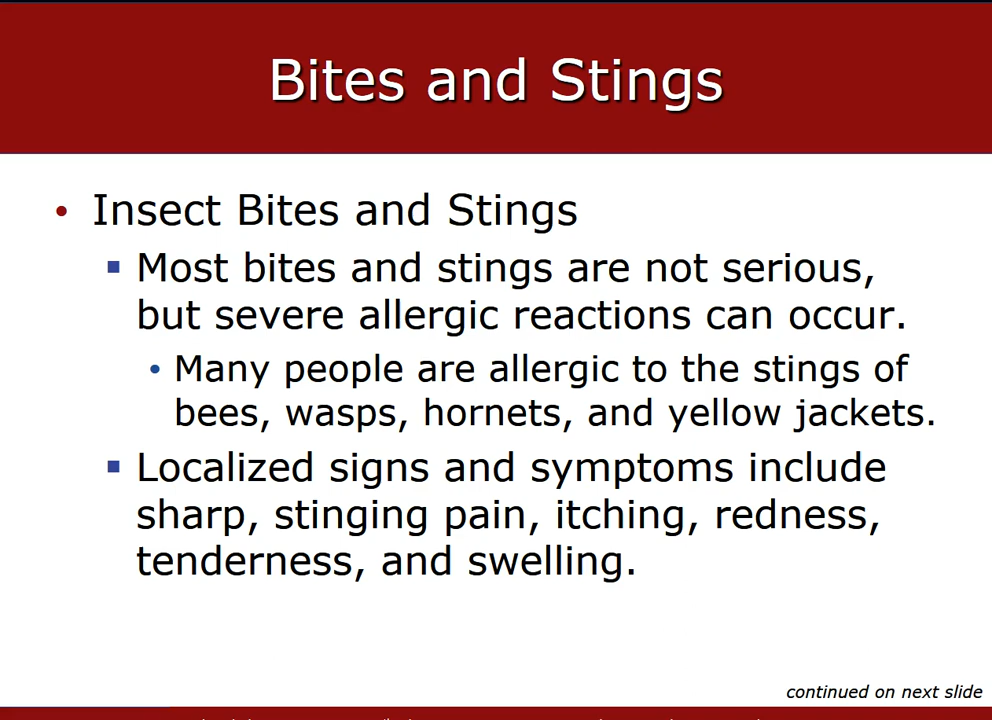 Bites and Stings
• Insect Bites and Stings
▪ Most bites and stings are not serious,
but severe allergic reactions can occur.
• Many people are allergic to the stings of
bees, wasps, hornets, and yellow jackets.
▪ Localized signs and symptoms include
sharp, stinging pain, itching, redness,
tenderness, and swelling.
continued on next slide